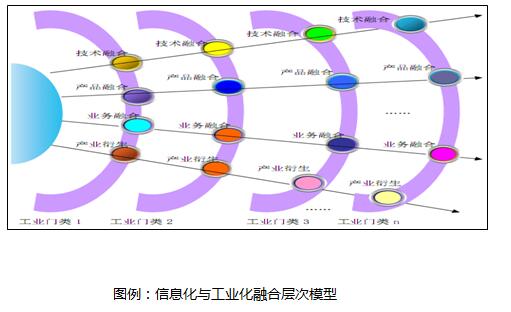 技术融合 技术融合 技术融合 技术融合
产品融合 产品融合 产品融合 产品融合
……
业务融合 业务融合 业务融合 业务融合
产业衍生 产业衍生 产业衍生 产业衍生
……
工业门类 1 工业门类 2 工业门类 3 工业门类 n
图例：信息化与工业化融合层次模型